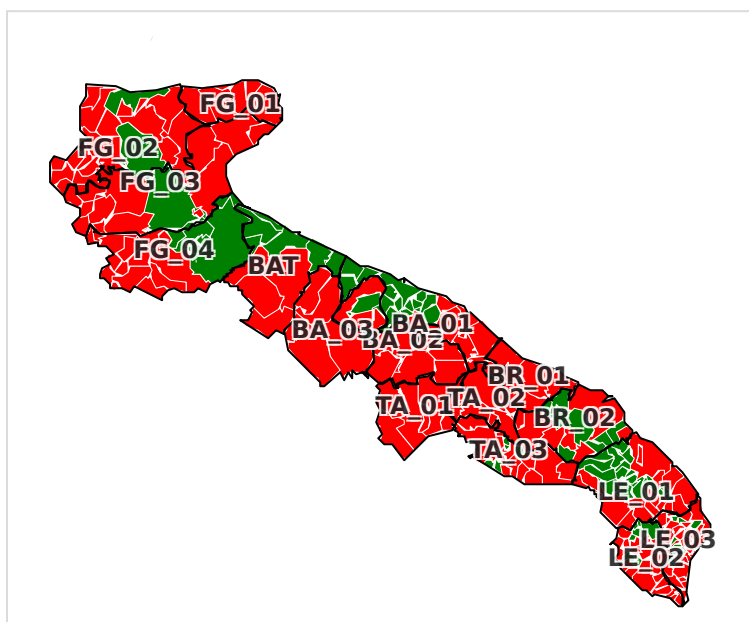 FG_01
FG_02
FG_03
FG_04
BAT
BA_01
BA_03
BA_02
BR_01
TA_02
TA_01
BR_02
TA_03
LE_01
LE_03
LE_02